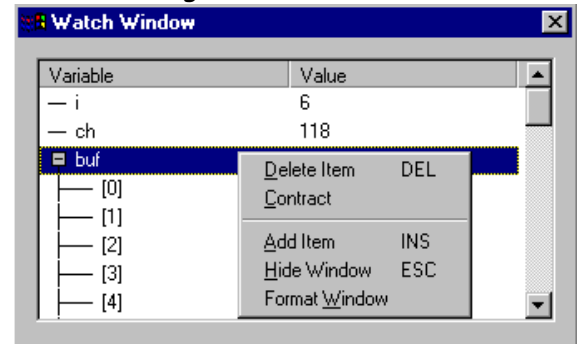 Watch Window
Variable Value
i 6
ch 118
buf
[0]
Delete Item DEL
Contract
[1]
[2]
Add Item INS
[3]
Hide Window ESC
[4]
Format Window